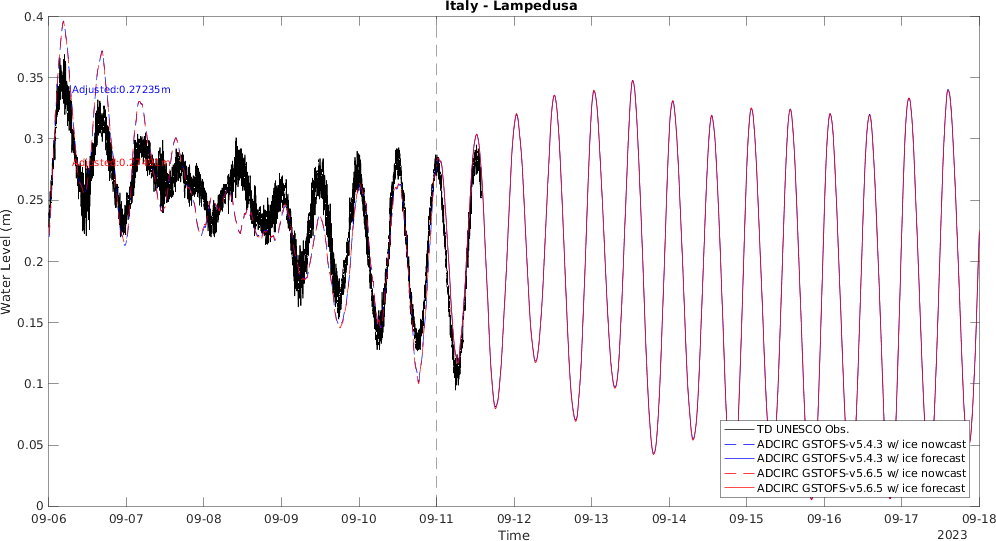 Italy - Lampedusa
0.4
0.35
0.3
0.25
0.2
0.15
0.1
0.05
0
Water Level (m)
Adjusted:0.27235m
TD UNESCO Obs.
ADCIRC GSTOFS-v5.4.3 w/ ice nowcast
ADCIRC GSTOFS-v5.4.3 w/ ice forecast
ADCIRC GSTOFS-v5.6.5 w/ ice nowcast
ADCIRC GSTOFS-v5.6.5 w/ ice forecast
09-06 09-07 09-08 09-09 09-10 09-11 09-12 09-13 09-14 09-15 09-16 09-17 09-18
Time
2023